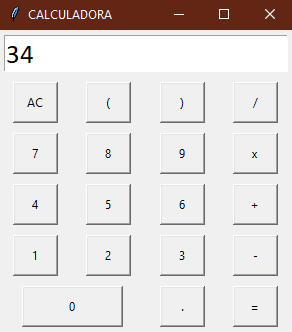 CALCULADORA
34
AC ( ) /
7 8 9 x
4 5 6 +
1 2 3 -
0 . =